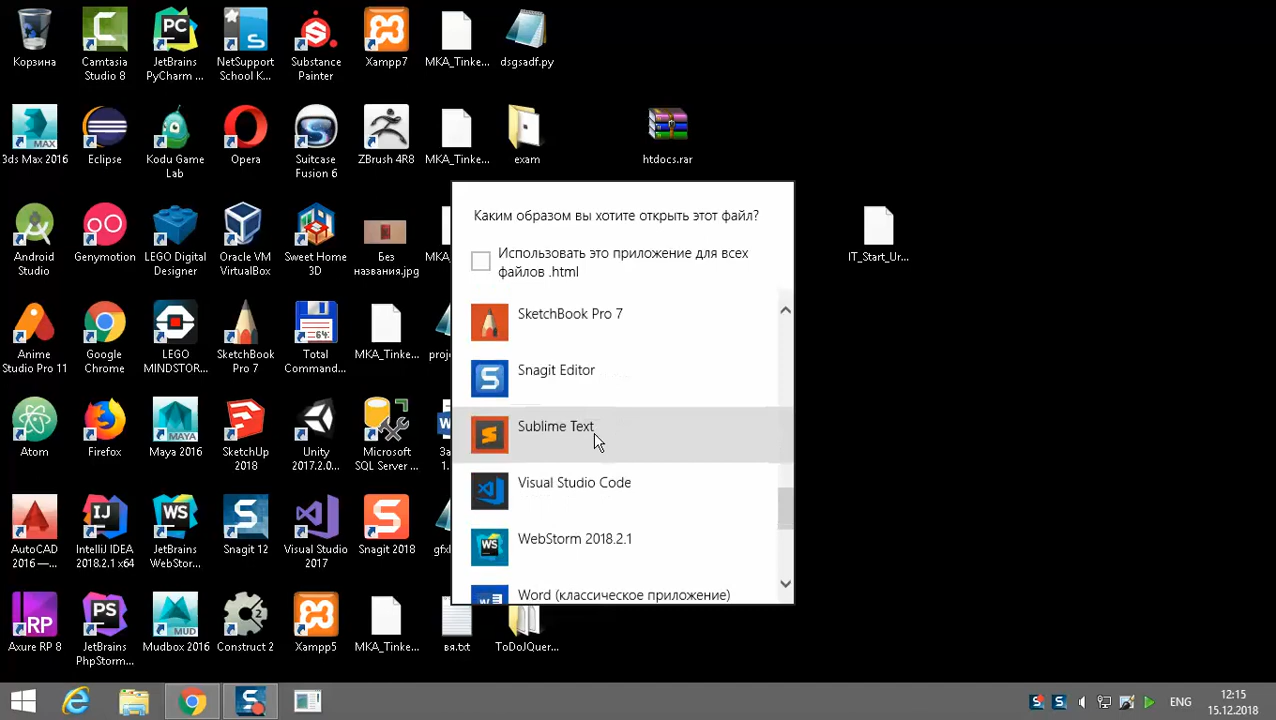 Корзина
Camtasia
Studio 8
JetBrains
PyCharm ...
NetSupport
School K...
Substance
Painter
Xampp7
MKA_Tinke...
dsgsadf.py
3ds Max 2016
Eclipse
Kodu Game
Lab
Opera
Suitcase
Fusion 6
ZBrush 4R8
MKA_Tinke...
exam
htdocs.rar
Android
Studio
Genymotion
LEGO Digital
Designer
Oracle VM
VirtualBox
Sweet Home
3D
Без
названия.jpg
IT_Start_Ur...
Anime
Studio Pro 11
Google
Chrome
LEGO
MINDSTOR...
SketchBook
Pro 7
Total
Command...
MKA_Tinke...
Atom
Firefox
Maya 2016
SketchUp
2018
Unity
2017.2.0...
Microsoft
SQL Server ...
AutoCAD
2016 —...
IntelliJ IDEA
2018.2.1 x64
JetBrains
WebStor...
Snagit 12
Visual Studio
2017
Snagit 2018
Axure RP 8
JetBrains
PhpStorm...
Mudbox 2016
Construct 2
Xampp5
MKA_Tinke...
вя.txt
ToDoJQuer...
Каким образом вы хотите открыть этот файл?
Использовать это приложение для всех
файлов .html
SketchBook Pro 7
Snagit Editor
Sublime Text
Visual Studio Code
WebStorm 2018.2.1
Word (классическое приложение)
ENG
12:15
15.12.2018